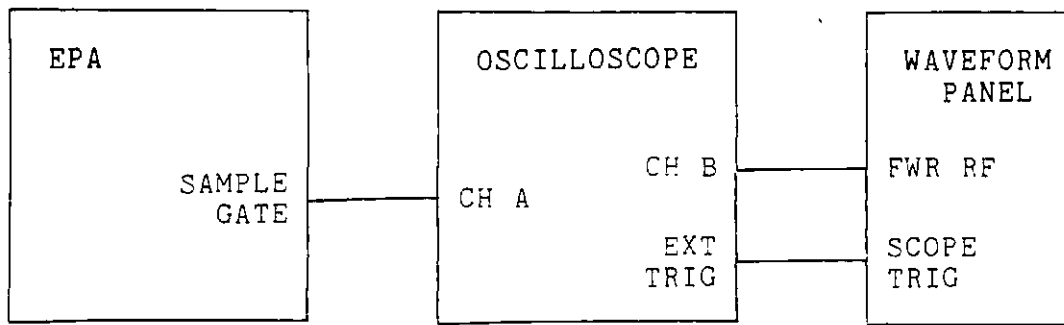 EPA
SAMPLE
GATE
OSCILLOSCOPE
CH A
CH B
EXT
TRIG
WAVEFORM
PANEL
FWR RF
SCOPE
TRIG